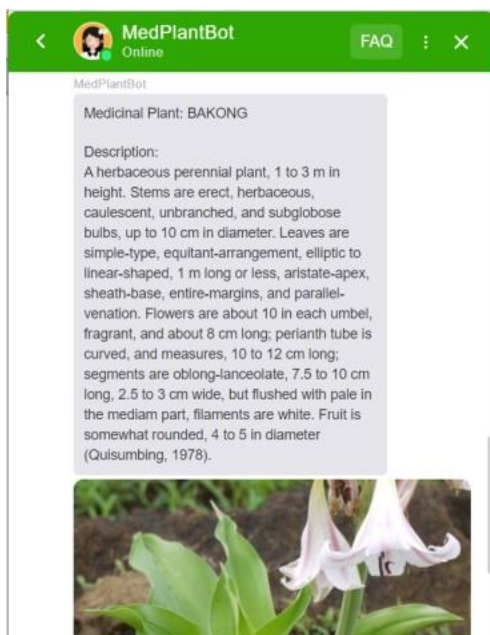 MedPlantBot
FAQ
Online
MedPlantBot
Medicinal Plant: BAKONG
Description:
A herbaceous perennial plant, 1 to 3 m in
height. Stems are erect, herbaceous,
caulescent, unbranched, and subglobose
bulbs, up to 10 cm in diameter. Leaves are
simple-type, equitant-arrangement, elliptic to
linear-shaped, 1 m long or less, aristate-apex,
sheath-base, entire-margins, and parallel-
venation. Flowers are about 10 in each umbel,
fragrant, and about 8 cm long; perianth tube is
curved, and measures, 10 to 12 cm long;
segments are oblong-lanceolate, 7.5 to 10 cm
long, 2.5 to 3 cm wide, but flushed with pale in
the mediam part, filaments are white. Fruit is
somewhat rounded, 4 to 5 in diameter
(Quisumbing, 1978).